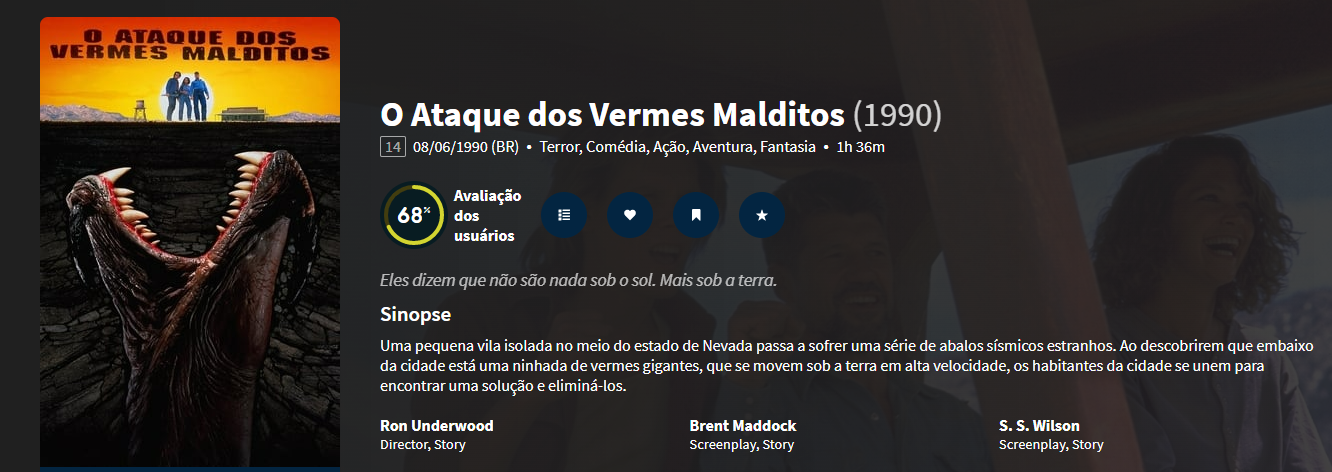 O ATAQUE DOS
VERMES MALDITOS
O Ataque dos Vermes Malditos (1990)
14 08/06/1990 (BR) • Terror, Comédia, Ação, Aventura, Fantasia • 1h 36m
68%
Avaliação
dos
usuários
Eles dizem que não são nada sob o sol. Mais sob a terra.
Sinopse
Uma pequena vila isolada no meio do estado de Nevada passa a sofrer uma série de abalos sísmicos estranhos. Ao descobrirem que embaixo
da cidade está uma ninhada de vermes gigantes, que se movem sob a terra em alta velocidade, os habitantes da cidade se unem para
encontrar uma solução e eliminá-los.
Ron Underwood
Director, Story
Brent Maddock
Screenplay, Story
S. S. Wilson
Screenplay, Story